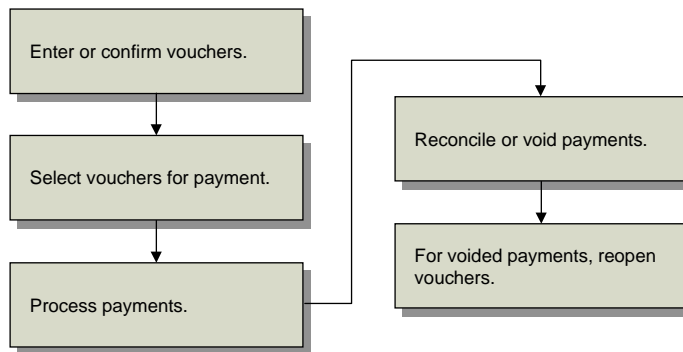 Enter or confirm vouchers.
Select vouchers for payment.
Process payments.
Reconcile or void payments.
For voided payments, reopen
vouchers.